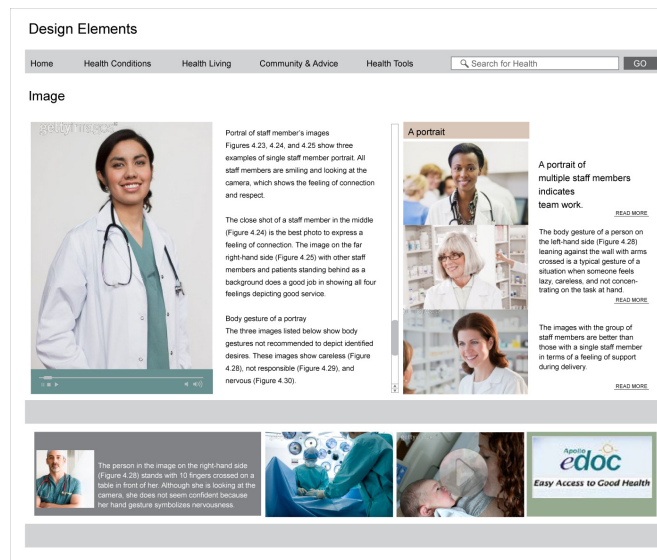 Design Elements
Home
Health Conditions
Health Living
Community & Advice
Health Tools
Search for Health
GO
Image
gettyimages
Portral of staff member's images
Figures 4.23, 4.24, and 4.25 show three
examples of single staff member portrait. All
staff members are smiling and looking at the
camera, which shows the feeling of connection
and respect.
The close shot of a staff member in the middle
(Figure 4.24) is the best photo to express a
feeling of connection. The image on the far
right-hand side (Figure 4.25) with other staff
members and patients standing behind as a
background does a good job in showing all four
feelings depicting good service.
Body gesture of a portray
The three images listed below show body
gestures not recommended to depict identified
desires. These images show careless (Figure
4.28), not responsible (Figure 4.29), and
nervous (Figure 4.30).
A portrait
A portrait of
multiple staff members
indicates
team work.
READ MORE
The body gesture of a person on
the left-hand side (Figure 4.28)
leaning against the wall with arms
crossed is a typical gesture of a
situation when someone feels
lazy, careless, and not concen-
trating on the task at hand.
READ MORE
The images with the group of
staff members are better than
those with a single staff member
in terms of a feeling of support
during delivery.
READ MORE
The person in the image on the right-hand side
(Figure 4.28) stands with 10 fingers crossed on a
table in front of her. Although she is looking at the
camera, she does not seem confident because
her hand gesture symbolizes nervousness
Apollo
edoc
Easy Access to Good Health